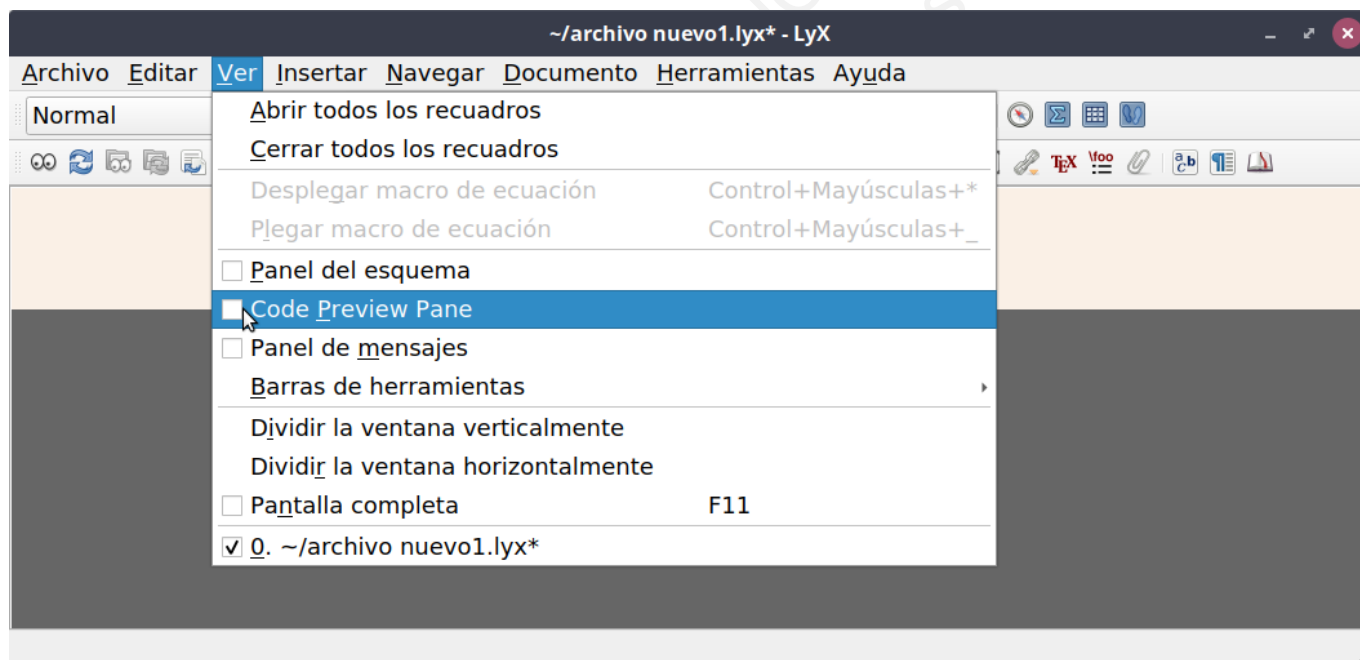 ~/archivo nuevo1.lyx* - LyX
Archivo Editar Ver Insertar Navegar Documento Herramientas Ayuda
Normal
Abrir todos los recuadros
Cerrar todos los recuadros
TEX \foo a b c ¶
Desplegar macro de ecuación Control+Mayúsculas+*
Plegar macro de ecuación Control+Mayúsculas+_
Panel del esquema
Code Preview Pane
Panel de mensajes
Barras de herramientas
Dividir la ventana verticalmente
Dividir la ventana horizontalmente
Pantalla completa F11
0. ~/archivo nuevo1.lyx*